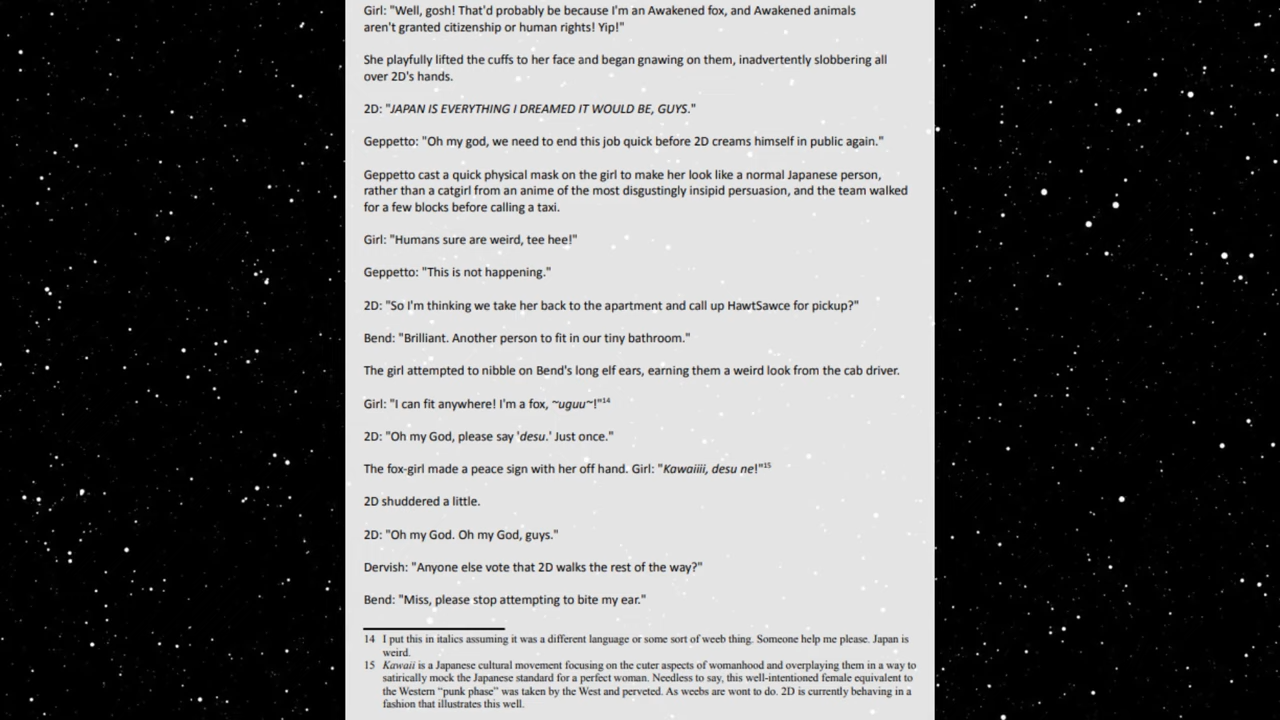 Girl: "Well, gosh! That'd probably be because I'm an Awakened fox, and Awakened animals
aren't granted citizenship or human rights! Yip!"
She playfully lifted the cuffs to her face and began gnawing on them, inadvertently slobbering all
over 2D's hands.
2D: "JAPAN IS EVERYTHING I DREAMED IT WOULD BE, GUYS."
Geppetto: "Oh my god, we need to end this job quick before 2D creams himself in public again."
Geppetto cast a quick physical mask on the girl to make her look like a normal Japanese person,
rather than a catgirl from an anime of the most disgustingly insipid persuasion, and the team walked
for a few blocks before calling a taxi.
Girl: "Humans sure are weird, tee hee!"
Geppetto: "This is not happening."
2D: "So I'm thinking we take her back to the apartment and call up HawtSawce for pickup?"
Bend: "Brilliant. Another person to fit in our tiny bathroom."
The girl attempted to nibble on Bend's long elf ears, earning them a weird look from the cab driver.
Girl: "I can fit anywhere! I'm a fox, ~uguu~!"14
2D: "Oh my God, please say 'desu.' Just once."
The fox-girl made a peace sign with her off hand. Girl: "Kawaiiii, desu ne!"15
2D shuddered a little.
2D: "Oh my God. Oh my God, guys."
Dervish: "Anyone else vote that 2D walks the rest of the way?"
Bend: "Miss, please stop attempting to bite my ear."
14 I put this in italics assuming it was a different language or some sort of weeb thing. Someone help me please. Japan is
weird.
15 Kawaii is a Japanese cultural movement focusing on the cuter aspects of womanhood and overplaying them in a way to
satirically mock the Japanese standard for a perfect woman. Needless to say, this well-intentioned female equivalent to
the Western "punk phase" was taken by the West and perveted. As weebs are wont to do. 2D is currently behaving in a
fashion that illustrates this well.